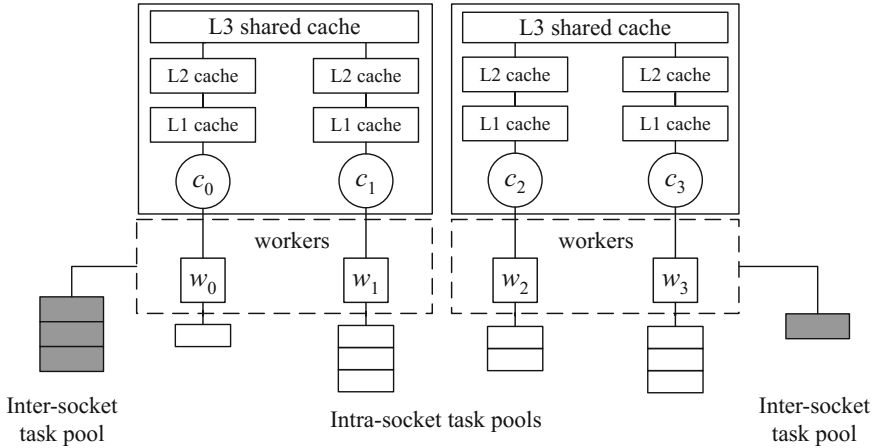 L3 shared cache
L3 shared cache
L2 cache
L2 cache
L2 cache
L2 cache
L1 cache
L1 cache
L1 cache
L1 cache
c0
c1
c2
c3
workers
workers
w0
w1
w2
w3
Inter-socket
task pool
Intra-socket task pools
Inter-socket
task pool